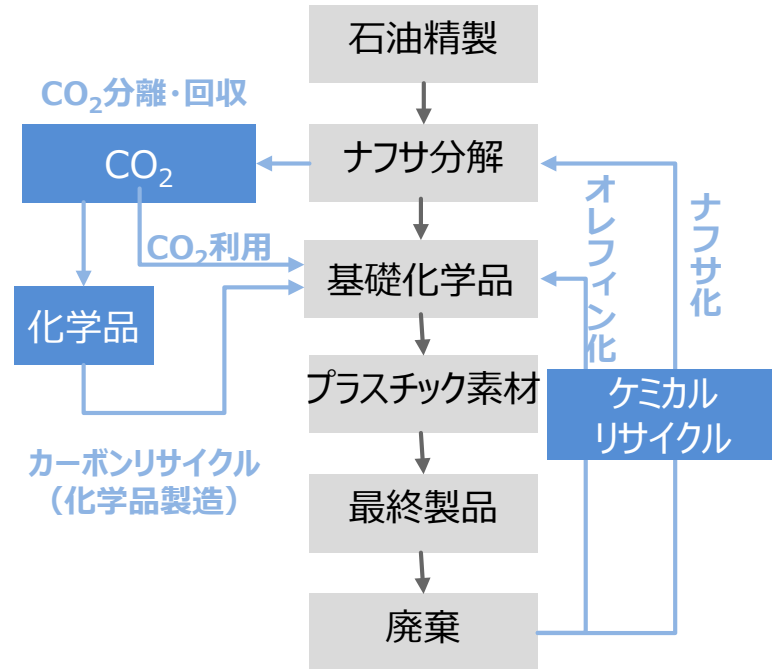 石油精製
CO₂分離・回収
ナフサ分解
CO₂
オレフィン化
ナフサ化
CO₂利用
基礎化学品
化学品
プラスチック素材
ケミカル
リサイクル
カーボンリサイクル
（化学品製造）
最終製品
廃棄